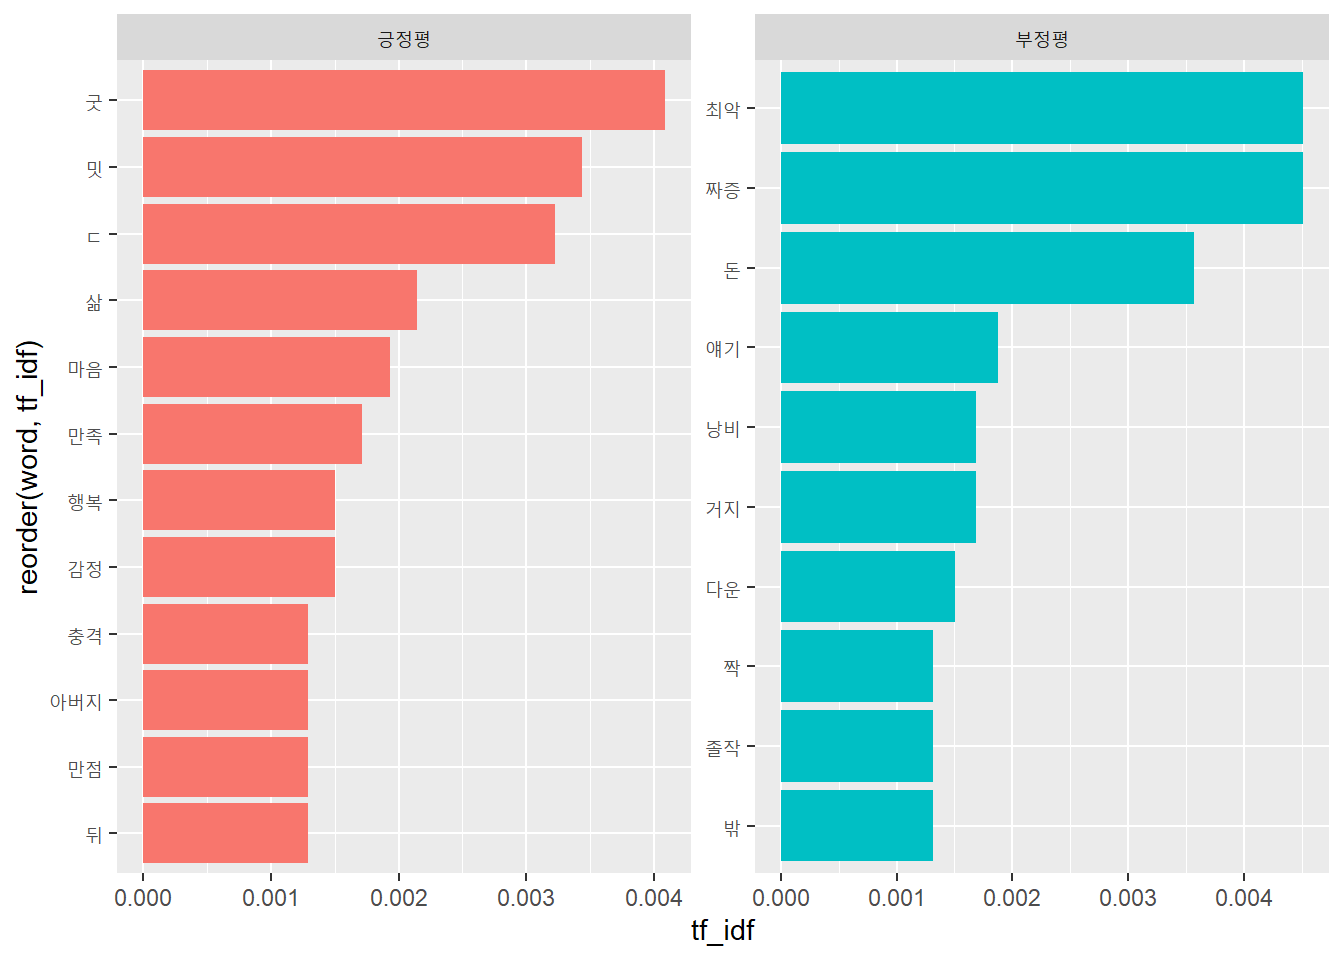 긍정평
부정평
reorder(word, tf_idf)
굿
밋
ㄷ
삶
마음
만족
행복
감정
충격
아버지
만점
뒤
최악
짜증
돈
얘기
낭비
거지
다운
짝
졸작
밖
0.000 0.001 0.002 0.003 0.004
0.000 0.001 0.002 0.003 0.004
tf_idf